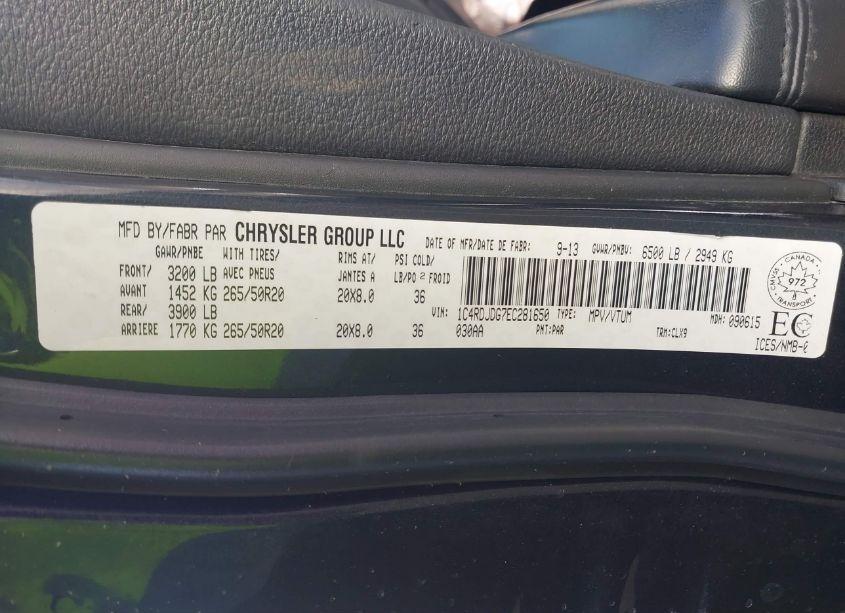 MFD BY/FABR PAR CHRYSLER GROUP LLC DATE OF MFR/DATE DE FABR: 9-13 GVWR/PNBV: 6500 LB / 2949 KG
GAWR/PNBE WITH TIRES/ RIMS AT/ PSI COLD/
FRONT/ 3200 LB AVEC PNEUS JANTES A LB/PO² FROID
AVANT 1452 KG 265/50R20 20X8.0 36
REAR/ 3900 LB
ARRIERE 1770 KG 265/50R20 20X8.0 36
VIN: 1C4RDJDG7EC281650 TYPE: MPV/VTUM MDH: 090615
030AA PNT:PAR TRM:CLX9
CANADA
972
TRANSPORT
CMVSS
EC
ICES/NMB-